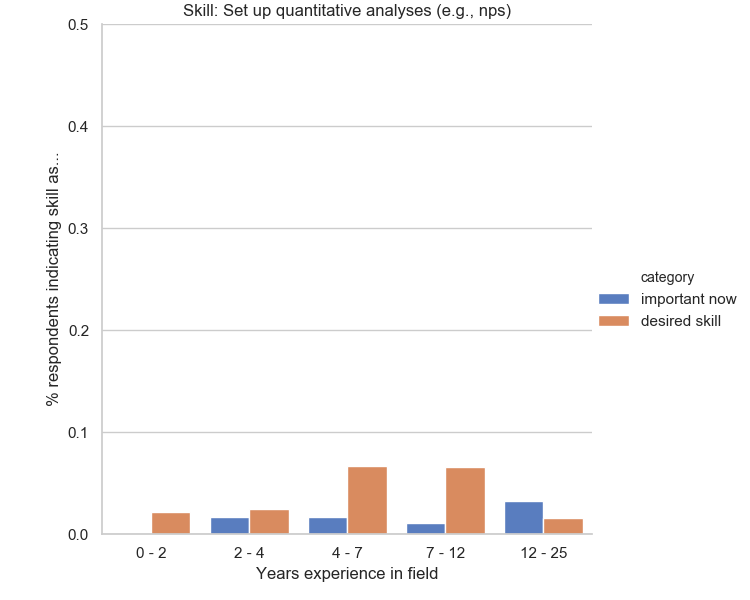 Skill: Set up quantitative analyses (e.g., nps)
0.5
0.4
0.3
0.2
0.1
0.0
% respondents indicating skill as...
0 - 2
2 - 4
4 - 7
7 - 12
12 - 25
Years experience in field
category
important now
desired skill